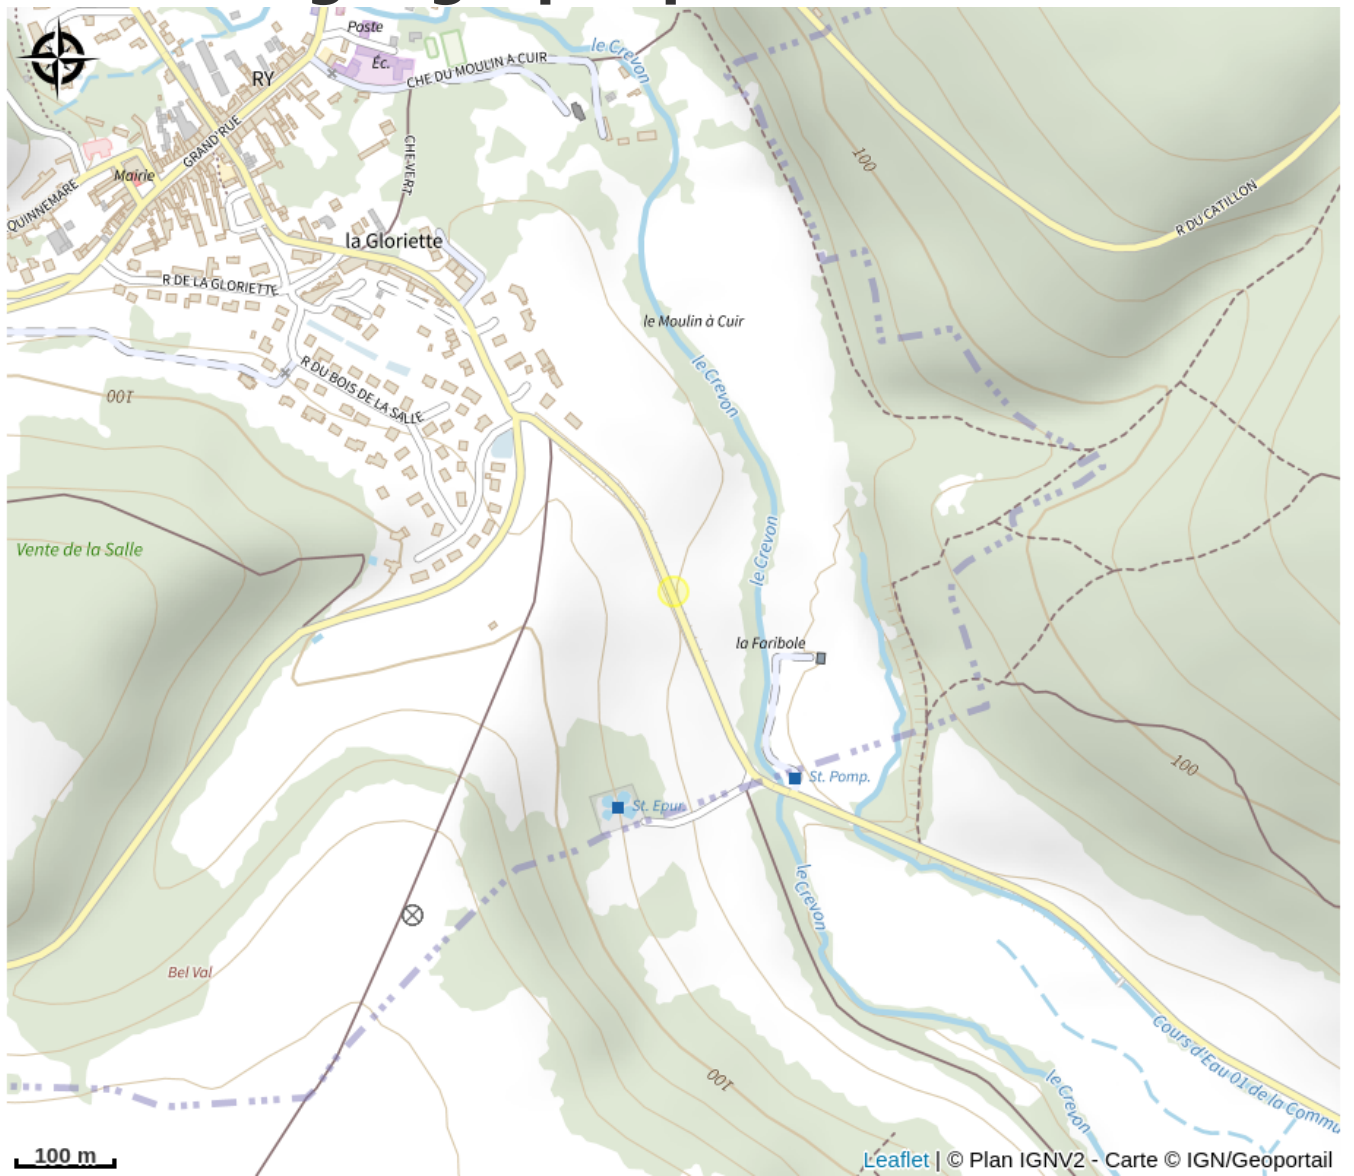 Poste
le Crevon
Éc.
CHE DU MOULIN A CUIR
RY
GRAND'RUE
100
CHE VERT
Mairie
QUINNEMARE
R DU CATILLON
la Gloriette
R DE LA GLORIETTE
le Moulin à Cuir
R DU BOIS DE LA SALLE
le Crevon
100
Vente de la Salle
le Crevon
la Faribole
100
St. Pomp.
St. Epur.
le Crevon
Bel Val
Cours d'Eau 01 de la Commu
100
le Crevon
100 m
Leaflet | © Plan IGNV2 - Carte © IGN/Geoportail